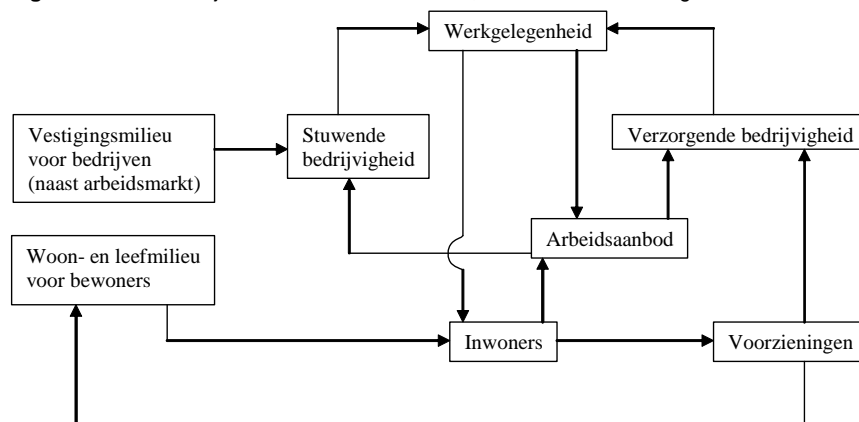 Werkgelegenheid
Vestigingsmilieu
voor bedrijven
(naast arbeidsmarkt)
Stuwende
bedrijvigheid
Verzorgende bedrijvigheid
Arbeidsaanbod
Woon- en leefmilieu
voor bewoners
Inwoners
Voorzieningen